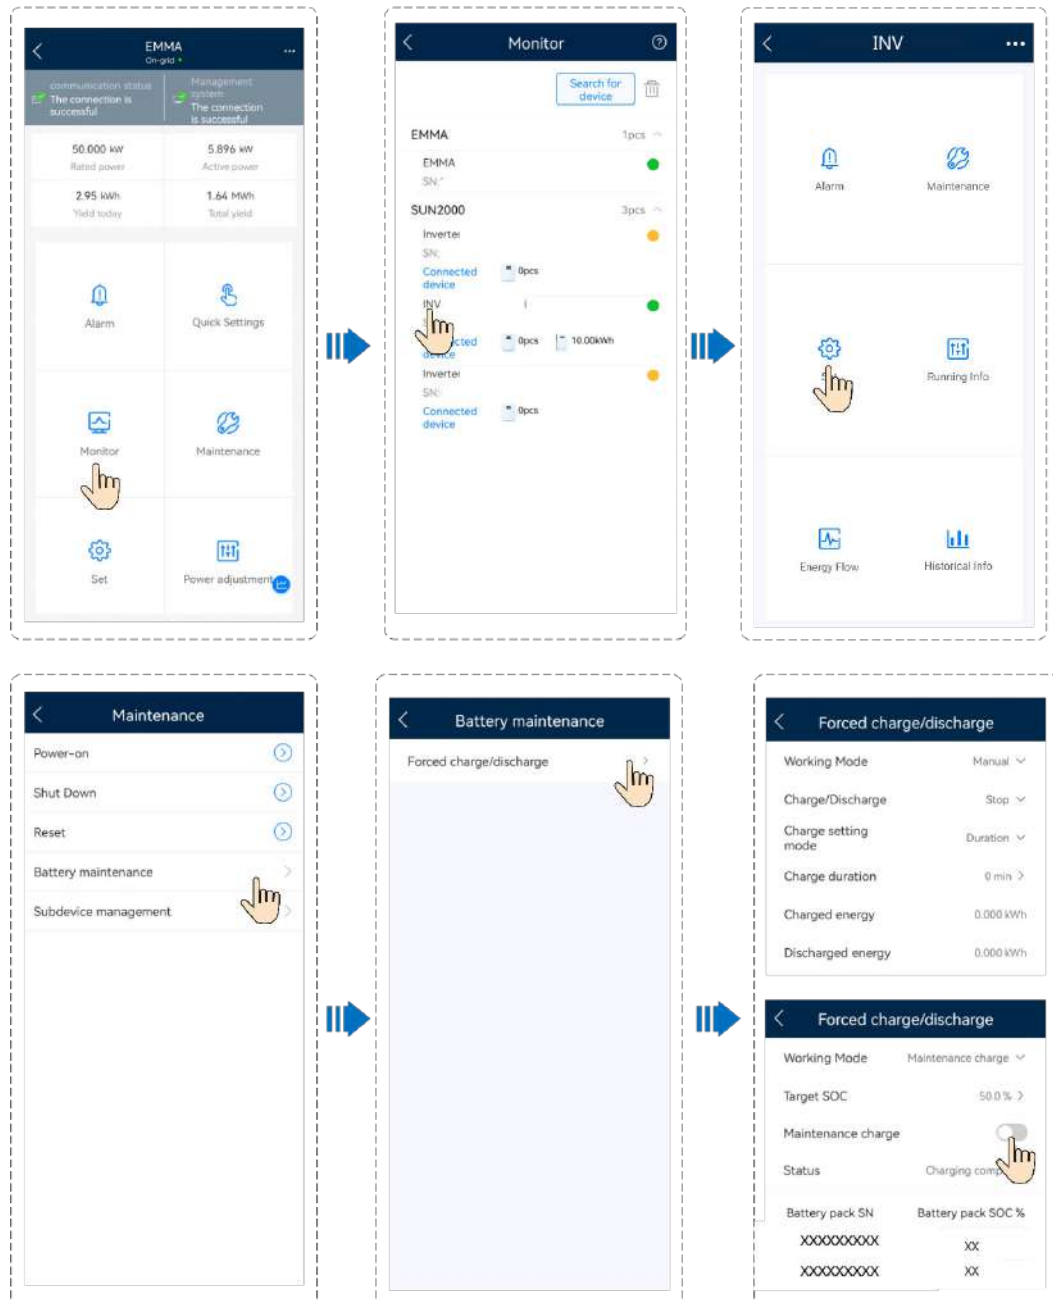 EMMA
On-grid
communication status
The connection is
successful
Management
system
The connection
is successful
50.000 kW
Rated power
5.896 kW
Active power
2.95 kWh
Yield today
1.64 MWh
Total yield
Alarm
Quick Settings
Monitor
Maintenance
Set
Power adjustment
Monitor
Search for
device
EMMA 1pcs
EMMA
SN:
SUN2000 3pcs
Inverter
SN:
Connected
device
0pcs
INV
0pcs 10.00kWh
device
Inverter
SN:
Connected
device
0pcs
INV
Alarm
Maintenance
Running Info
Energy Flow
Historical Info
Maintenance
Power-on
Shut Down
Reset
Battery maintenance
Subdevice management
Battery maintenance
Forced charge/discharge
Forced charge/discharge
Working Mode Manual
Charge/Discharge Stop
Charge setting
mode
Duration
Charge duration 0 min
Charged energy 0.000 kWh
Discharged energy 0.000 kWh
Forced charge/discharge
Working Mode Maintenance charge
Target SOC 50.0 %
Maintenance charge
Status Charging comp
Battery pack SN Battery pack SOC %
XXXXXXXXX XX
XXXXXXXXX XX